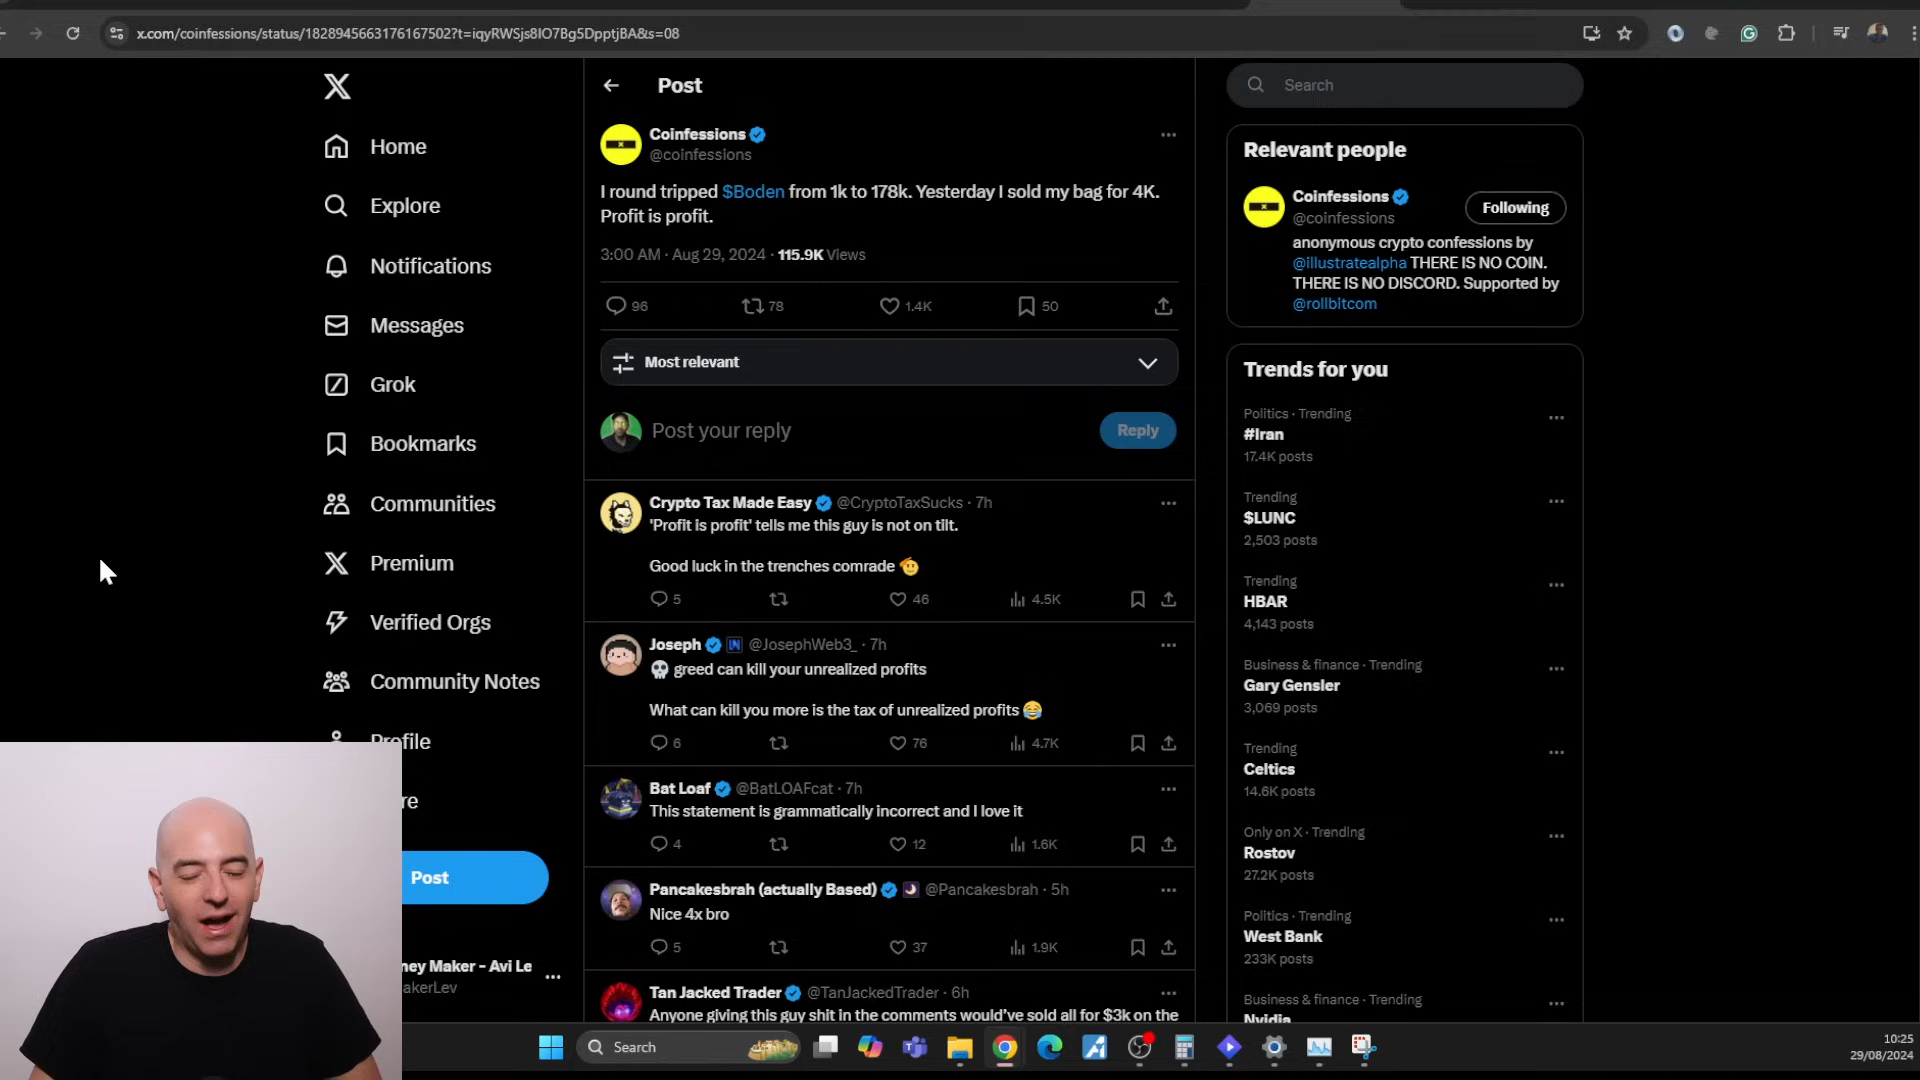 x.com/coinfessions/status/1828945663176167502?t=iqyRWSjs8IO7Bg5DpptjBA&s=08
Home
Explore
Notifications
Messages
Grok
Bookmarks
Communities
Premium
Verified Orgs
Community Notes
Profile
re
Post
ney Maker - Avi Le
akerLev
Post
Coinfessions
@coinfessions
I round tripped $Boden from 1k to 178k. Yesterday I sold my bag for 4K.
Profit is profit.
3:00 AM · Aug 29, 2024 · 115.9K Views
96 78 1.4K 50
Most relevant
Post your reply
Reply
Crypto Tax Made Easy @CryptoTaxSucks · 7h
'Profit is profit' tells me this guy is not on tilt.
Good luck in the trenches comrade
5 46 4.5K
Joseph @JosephWeb3_ · 7h
greed can kill your unrealized profits
What can kill you more is the tax of unrealized profits
6 76 4.7K
Bat Loaf @BatLOAFcat · 7h
This statement is grammatically incorrect and I love it
4 12 1.6K
Pancakesbrah (actually Based) @Pancakesbrah · 5h
Nice 4x bro
5 37 1.9K
Tan Jacked Trader @TanJackedTrader · 6h
Anyone giving this guy shit in the comments would've sold all for $3k on the
Search
Relevant people
Coinfessions
@coinfessions
Following
anonymous crypto confessions by
@illustratealpha THERE IS NO COIN.
THERE IS NO DISCORD. Supported by
@rollbitcom
Trends for you
Politics · Trending
#Iran
17.4K posts
Trending
$LUNC
2,503 posts
Trending
HBAR
4,143 posts
Business & finance · Trending
Gary Gensler
3,069 posts
Trending
Celtics
14.6K posts
Only on X · Trending
Rostov
27.2K posts
Politics · Trending
West Bank
233K posts
Business & finance · Trending
Nvidia
Search
10:25
29/08/2024